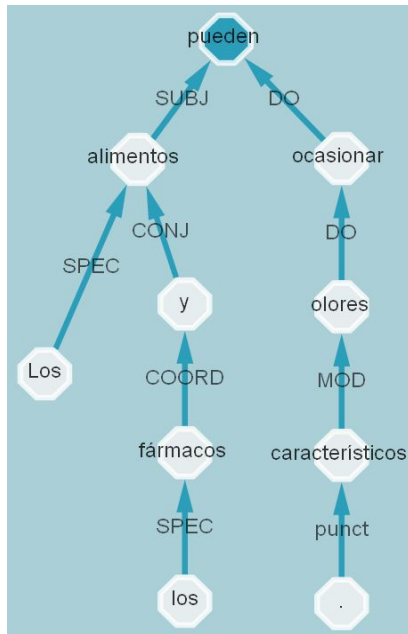 pueden
SUBJ DO
alimentos ocasionar
CONJ DO
SPEC
y olores
Los
COORD MOD
fármacos característicos
SPEC punct
los .